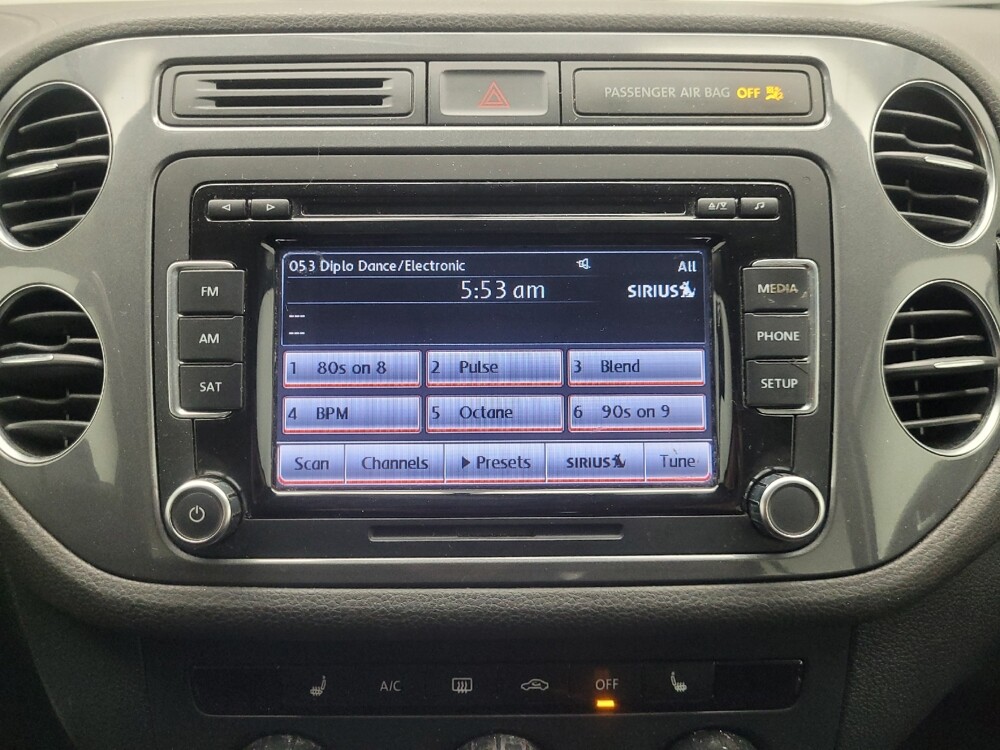 PASSENGER AIR BAG OFF
053 Diplo Dance/Electronic All
5:53 am SIRIUS
---
---
FM
AM
SAT
MEDIA
PHONE
SETUP
1 80s on 8 2 Pulse 3 Blend
4 BPM 5 Octane 6 90s on 9
Scan Channels Presets SIRIUS Tune
A/C OFF